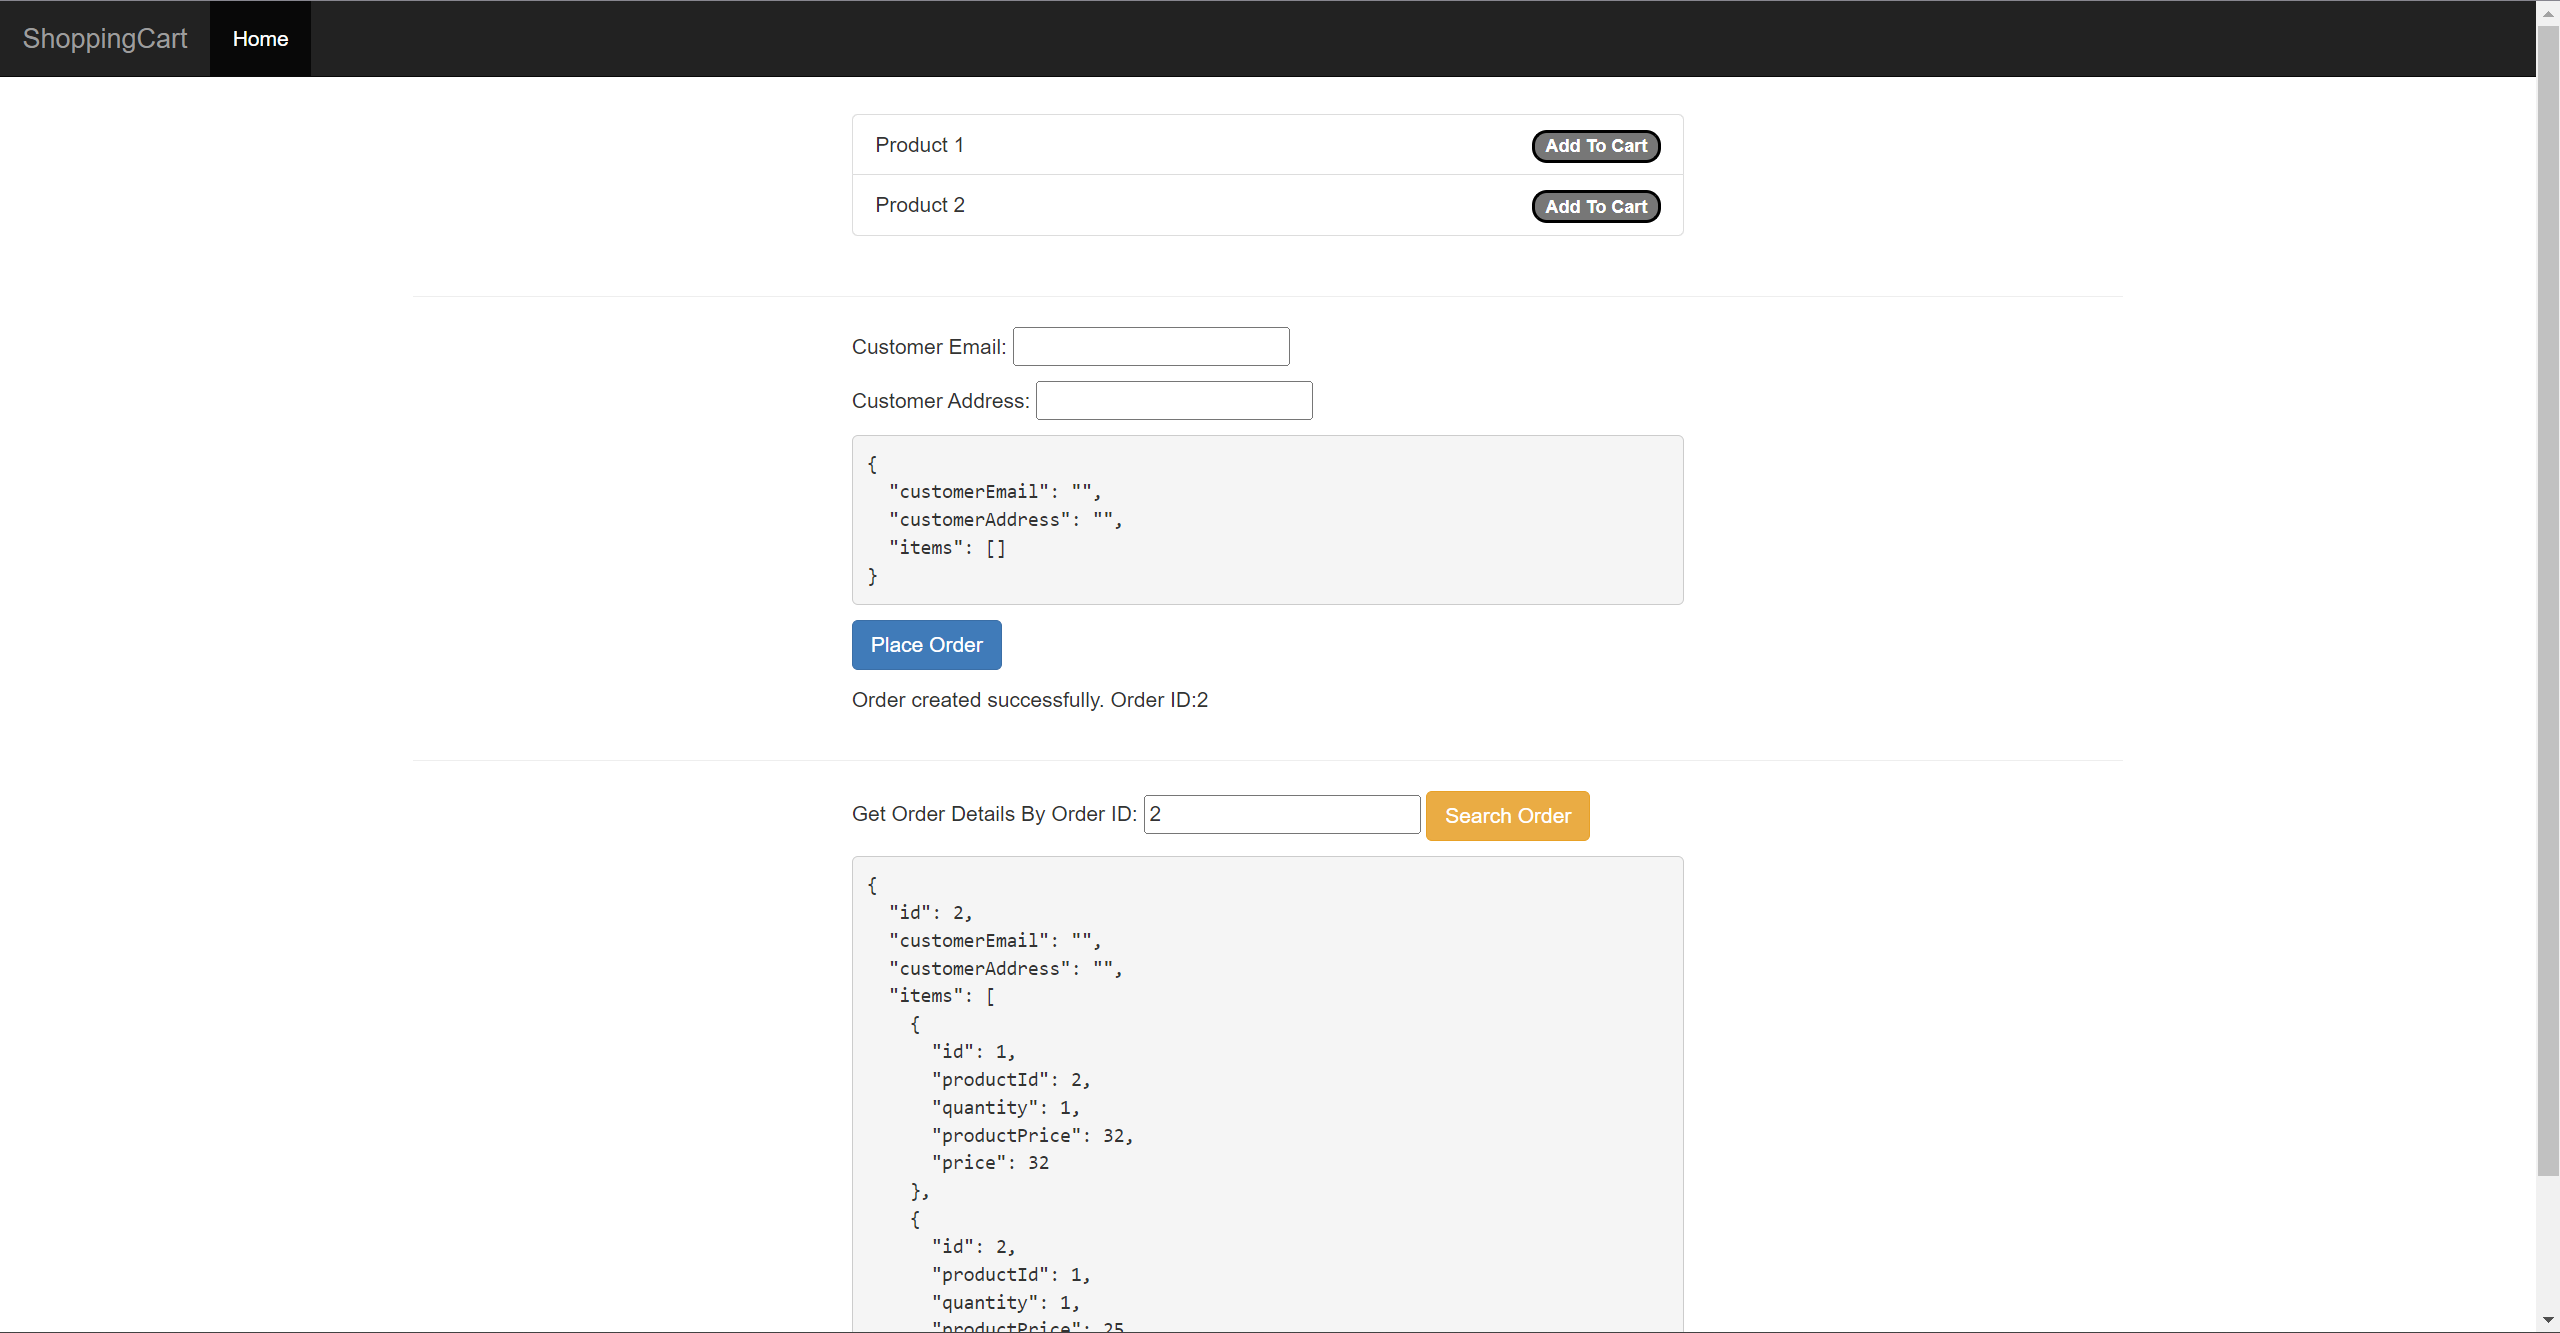 ShoppingCart Home
Product 1 Add To Cart
Product 2 Add To Cart
Customer Email:
Customer Address:
{
  "customerEmail": "",
  "customerAddress": "",
  "items": []
}
Place Order
Order created successfully. Order ID:2
Get Order Details By Order ID: 2 Search Order
{
  "id": 2,
  "customerEmail": "",
  "customerAddress": "",
  "items": [
    {
      "id": 1,
      "productId": 2,
      "quantity": 1,
      "productPrice": 32,
      "price": 32
    },
    {
      "id": 2,
      "productId": 1,
      "quantity": 1,
      "productPrice": 25